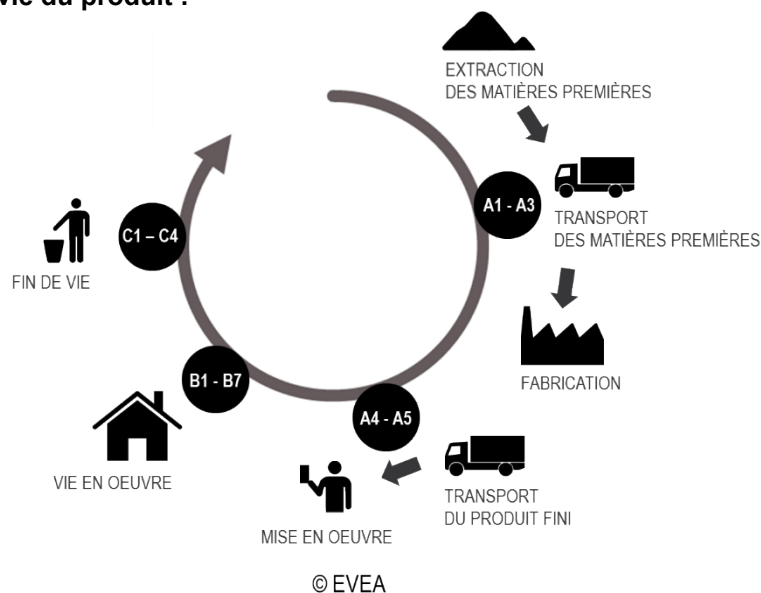 vie du produit :
EXTRACTION
DES MATIÈRES PREMIÈRES
A1 - A3
TRANSPORT
DES MATIÈRES PREMIÈRES
FABRICATION
A4 - A5
TRANSPORT
DU PRODUIT FINI
MISE EN OEUVRE
B1 - B7
VIE EN OEUVRE
C1 – C4
FIN DE VIE
© EVEA